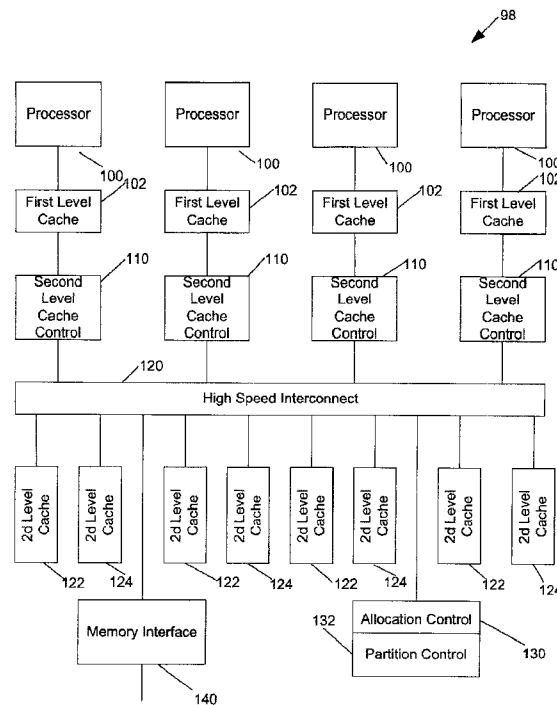 98
Processor
Processor
Processor
Processor
100
100
100
100
102
102
102
102
First Level
Cache
First Level
Cache
First Level
Cache
First Level
Cache
110
110
110
110
Second
Level
Cache
Control
Second
Level
Cache
Control
Second
Level
Cache
Control
Second
Level
Cache
Control
120
High Speed Interconnect
2d Level
Cache
2d Level
Cache
2d Level
Cache
2d Level
Cache
2d Level
Cache
2d Level
Cache
2d Level
Cache
2d Level
Cache
122
124
122
124
122
124
122
124
Memory Interface
140
132
Allocation Control
Partition Control
130